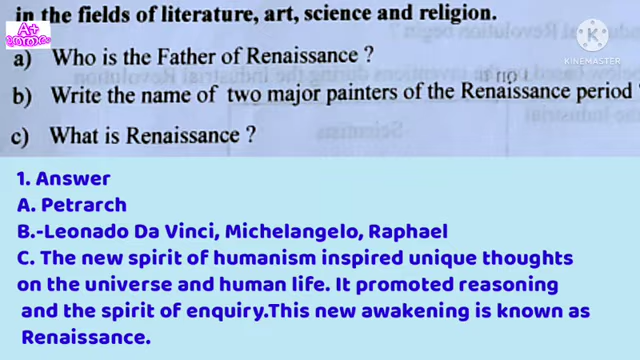 in the fields of literature, art, science and religion.
A+
KINEMASTER
a) Who is the Father of Renaissance ?
b) Write the name of two major painters of the Renaissance period ?
c) What is Renaissance ?
1. Answer
A. Petrarch
B.-Leonado Da Vinci, Michelangelo, Raphael
C. The new spirit of humanism inspired unique thoughts
on the universe and human life. It promoted reasoning
and the spirit of enquiry.This new awakening is known as
Renaissance.